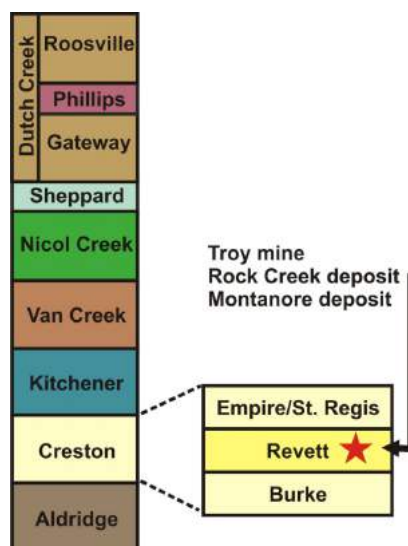 Dutch Creek
Roosville
Phillips
Gateway
Sheppard
Nicol Creek
Van Creek
Kitchener
Creston
Aldridge
Troy mine
Rock Creek deposit
Montanore deposit
Empire/St. Regis
Revett
Burke